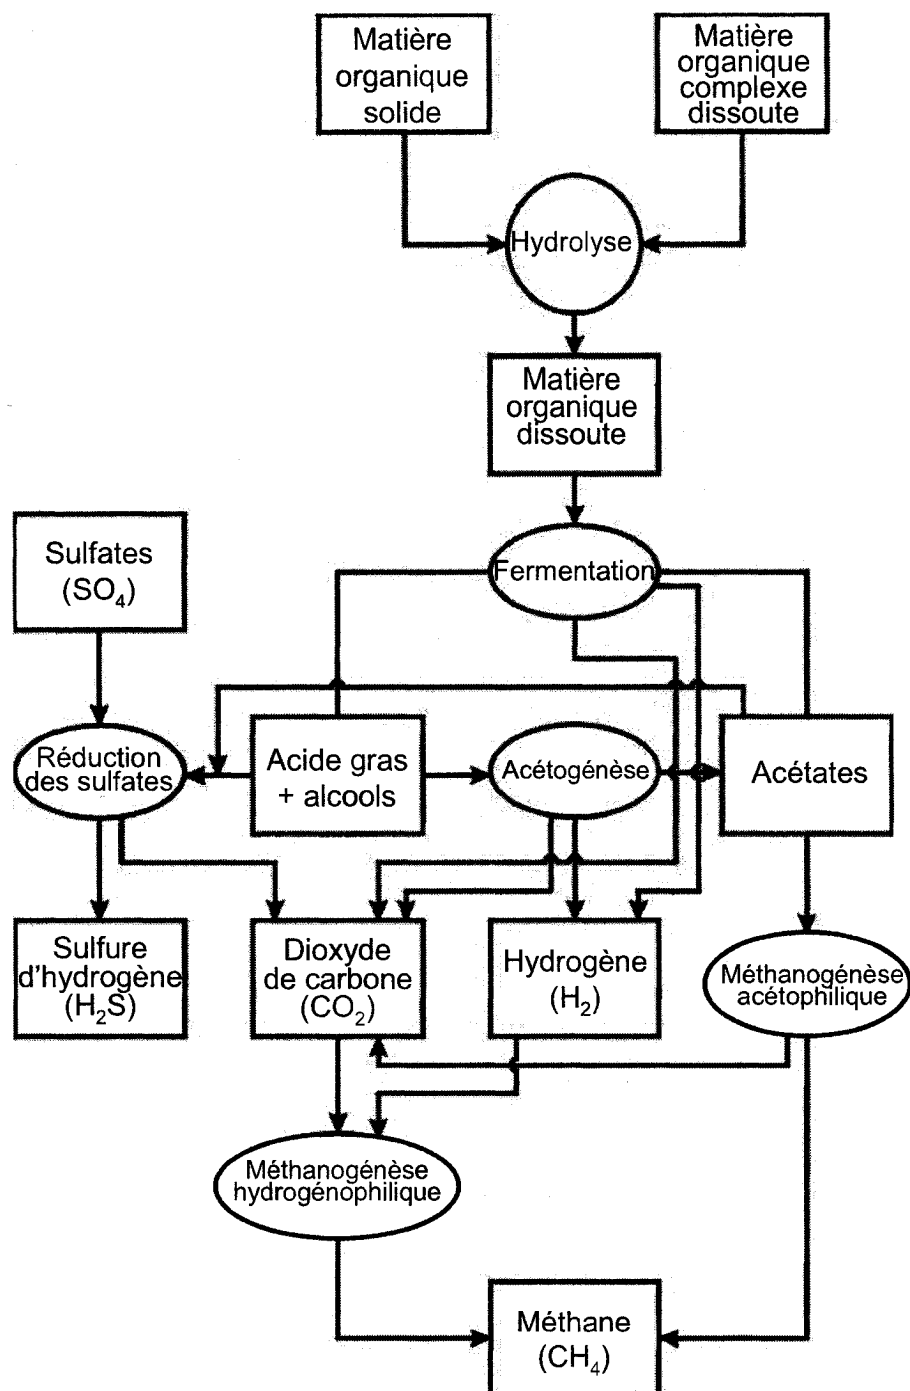 Matière
organique
solide
Matière
organique
complexe
dissoute
Hydrolyse
Matière
organique
dissoute
Sulfates
(SO₄)
Fermentation
Réduction
des sulfates
Acide gras
+ alcools
Acétogénèse
Acétates
Sulfure
d'hydrogène
(H₂S)
Dioxyde
de carbone
(CO₂)
Hydrogène
(H₂)
Méthanogénèse
acétophilique
Méthanogénèse
hydrogénophilique
Méthane
(CH₄)